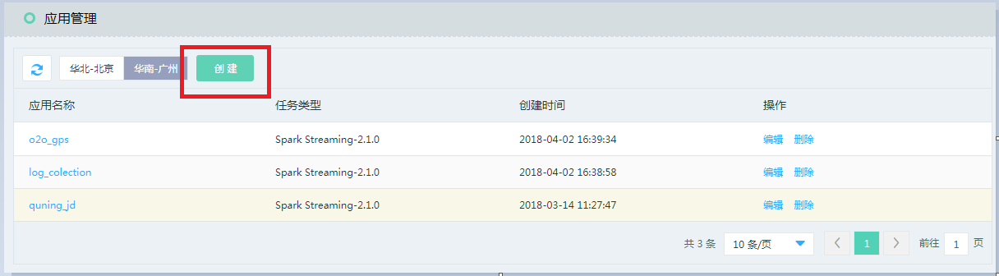 应用管理
华北-北京 华南-广州 创 建
应用名称 任务类型 创建时间 操作
o2o_gps Spark Streaming-2.1.0 2018-04-02 16:39:34 编辑 删除
log_colection Spark Streaming-2.1.0 2018-04-02 16:38:58 编辑 删除
quning_jd Spark Streaming-2.1.0 2018-03-14 11:27:47 编辑 删除
共 3 条 10 条/页 1 前往 1 页